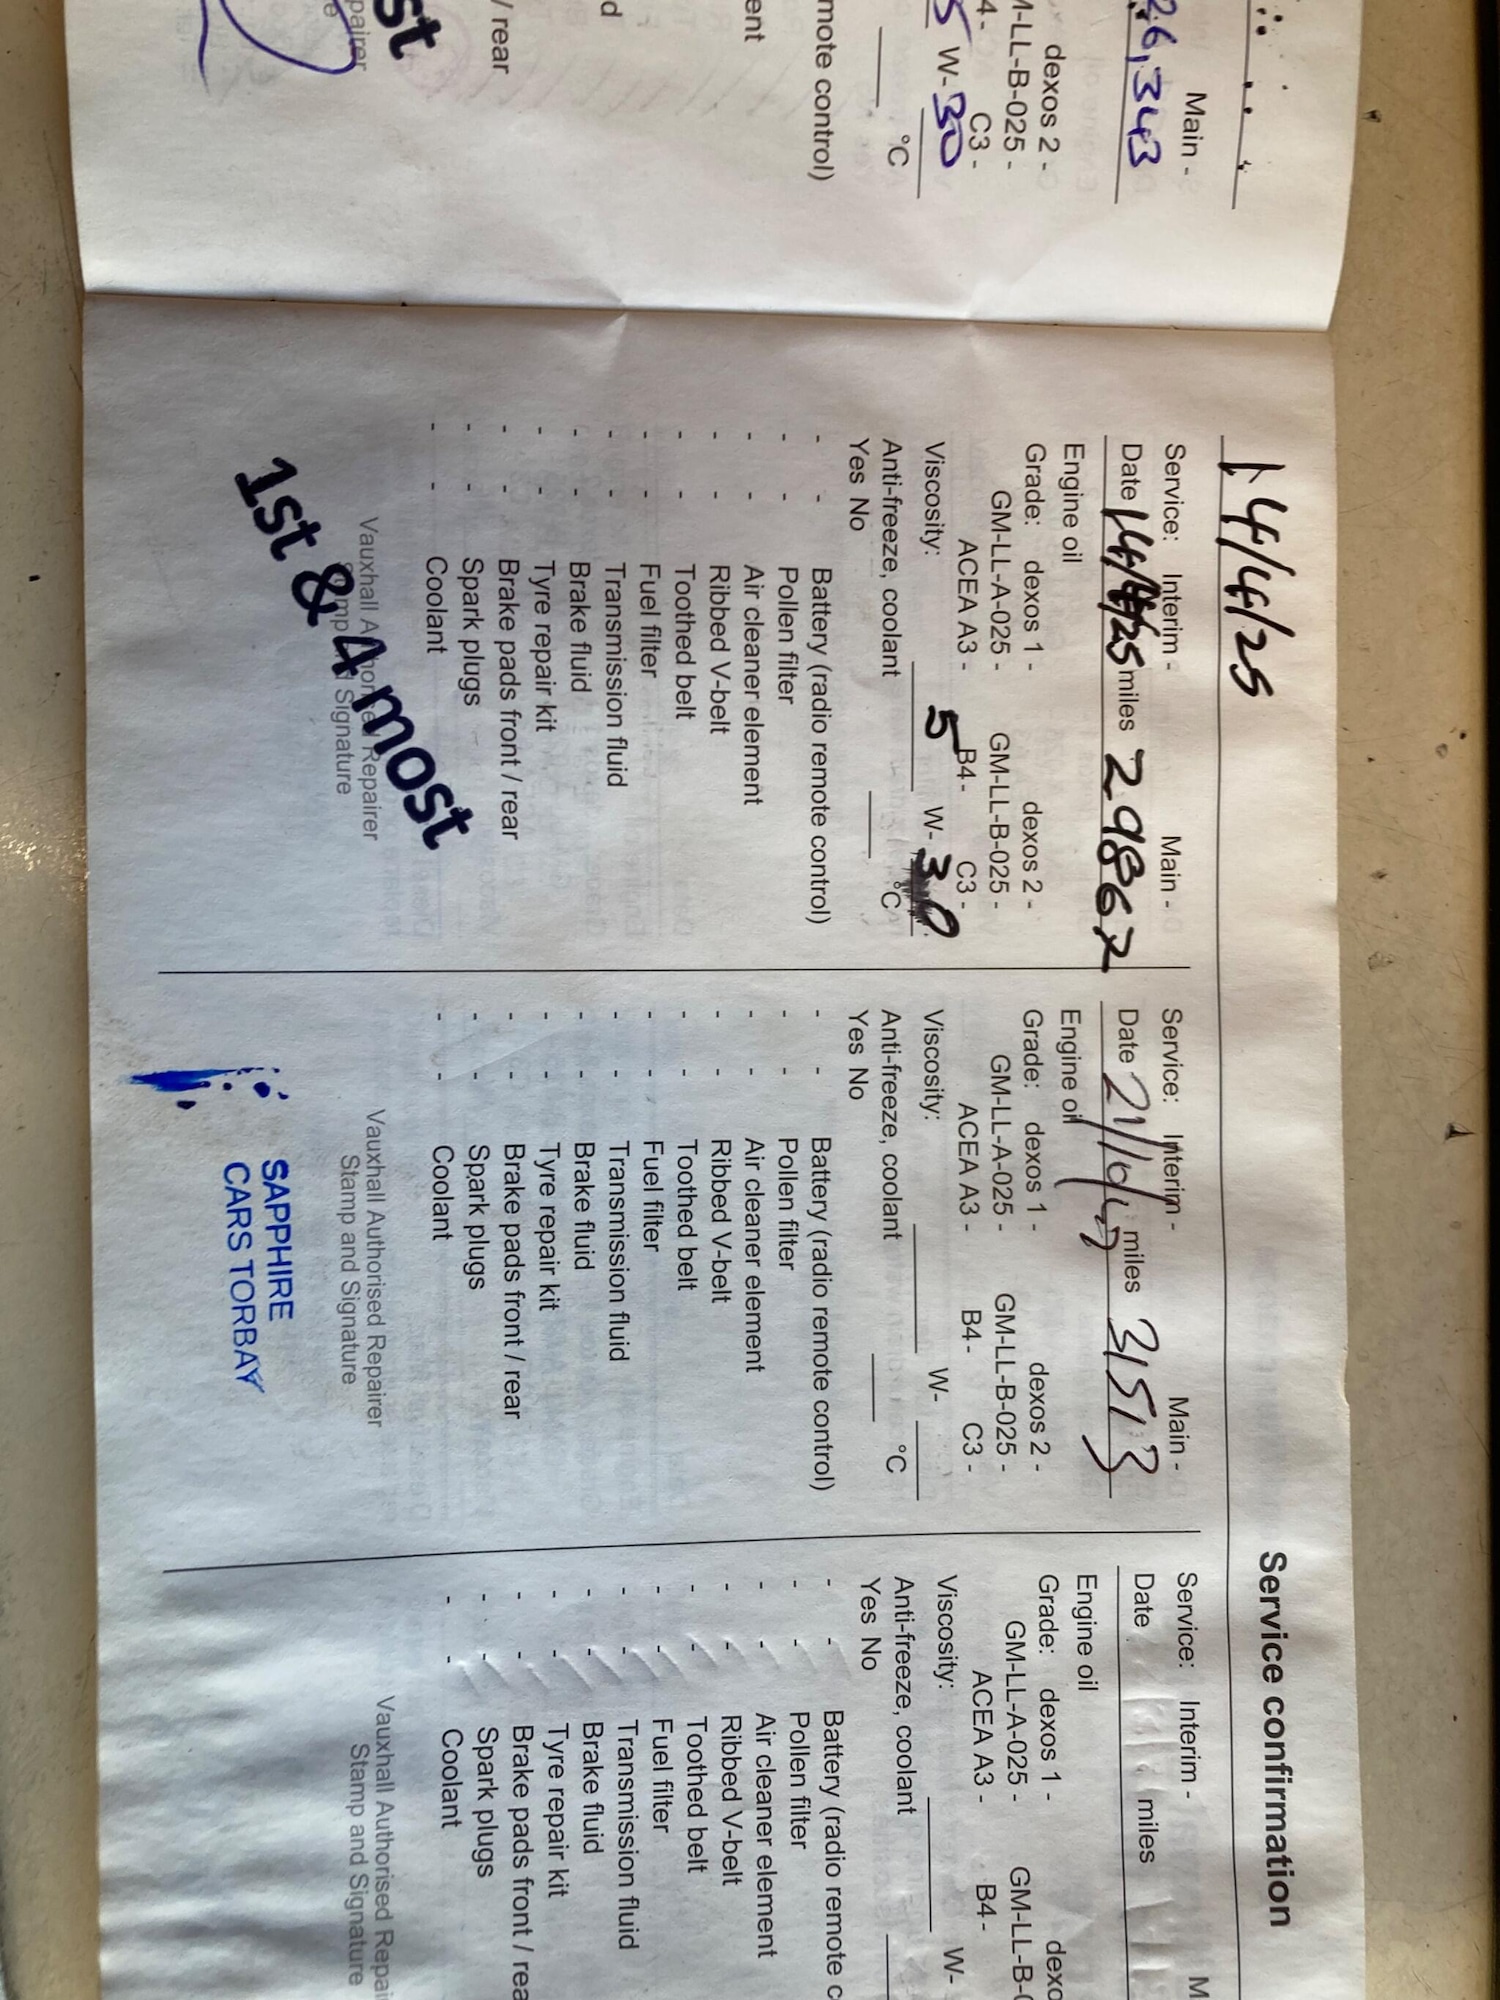 Main -
26,343
dexos 2 -
M-LL-B-025 -
4- C3 -
5 W-30
°C
mote control)
ent
d
/ rear
pairer
e
st
14/4/25
Service: Interim - Main -
Date 14/4/25 miles 29867
Engine oil
Grade: dexos 1 - dexos 2 -
GM-LL-A-025 - GM-LL-B-025 -
ACEA A3 - B4- C3 -
Viscosity: 5 W-30
Anti-freeze, coolant °C
Yes No
- - Battery (radio remote control)
- - Pollen filter
- - Air cleaner element
- - Ribbed V-belt
- - Toothed belt
- - Fuel filter
- - Transmission fluid
- - Brake fluid
- - Tyre repair kit
- - Brake pads front / rear
- - Spark plugs
- - Coolant
Vauxhall Authorised Repairer
Stamp and Signature
1st & 4 most
Service: Interim - Main -
Date 21/10/ miles 31513
Engine oil
Grade: dexos 1 - dexos 2 -
GM-LL-A-025 - GM-LL-B-025 -
ACEA A3 - B4- C3 -
Viscosity: W-
Anti-freeze, coolant °C
Yes No
- - Battery (radio remote control)
- - Pollen filter
- - Air cleaner element
- - Ribbed V-belt
- - Toothed belt
- - Fuel filter
- - Transmission fluid
- - Brake fluid
- - Tyre repair kit
- - Brake pads front / rear
- - Spark plugs
- - Coolant
Vauxhall Authorised Repairer
Stamp and Signature
SAPPHIRE
CARS TORBAY
Service confirmation
Service: Interim - M
Date miles
Engine oil
Grade: dexos 1 - dexo
GM-LL-A-025 - GM-LL-B-0
ACEA A3 - B4-
Viscosity: W-
Anti-freeze, coolant
Yes No
- - Battery (radio remote c
- - Pollen filter
- - Air cleaner element
- - Ribbed V-belt
- - Toothed belt
- - Fuel filter
- - Transmission fluid
- - Brake fluid
- - Tyre repair kit
- - Brake pads front / rea
- - Spark plugs
- - Coolant
Vauxhall Authorised Repai
Stamp and Signature